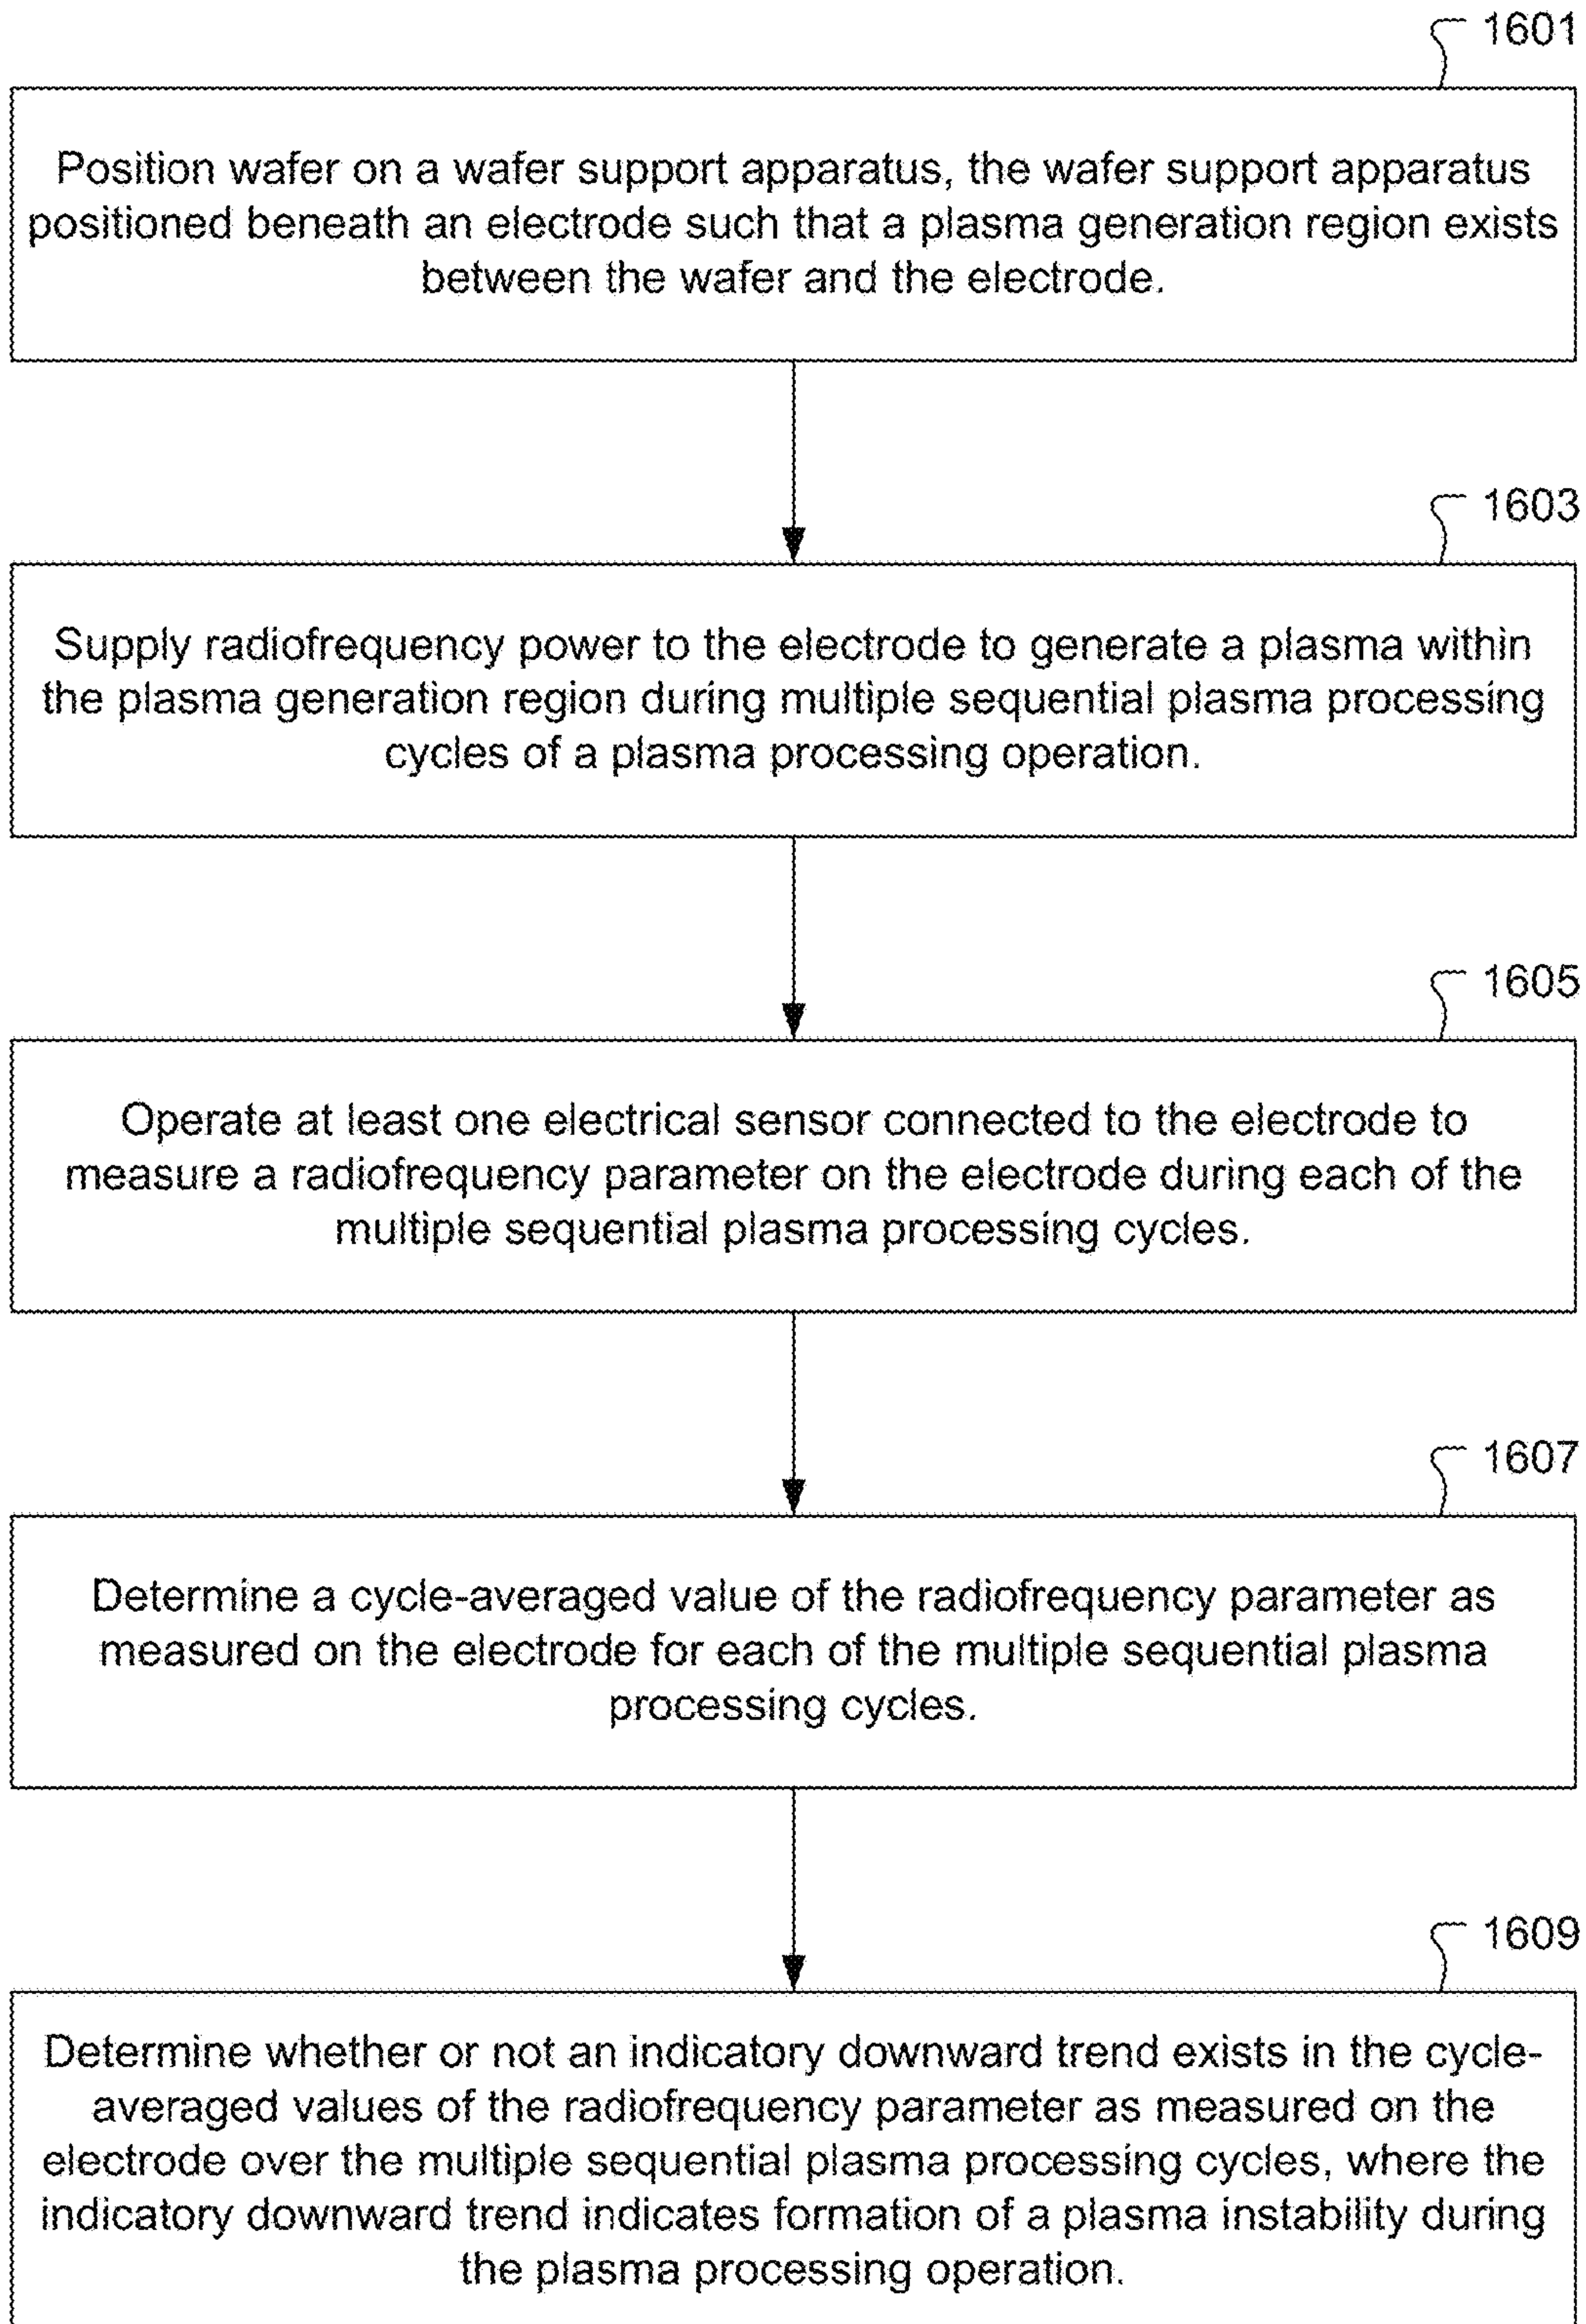 1601
Position wafer on a wafer support apparatus, the wafer support apparatus
positioned beneath an electrode such that a plasma generation region exists
between the wafer and the electrode.
1603
Supply radiofrequency power to the electrode to generate a plasma within
the plasma generation region during multiple sequential plasma processing
cycles of a plasma processing operation.
1605
Operate at least one electrical sensor connected to the electrode to
measure a radiofrequency parameter on the electrode during each of the
multiple sequential plasma processing cycles.
1607
Determine a cycle-averaged value of the radiofrequency parameter as
measured on the electrode for each of the multiple sequential plasma
processing cycles.
1609
Determine whether or not an indicatory downward trend exists in the cycle-
averaged values of the radiofrequency parameter as measured on the
electrode over the multiple sequential plasma processing cycles, where the
indicatory downward trend indicates formation of a plasma instability during
the plasma processing operation.